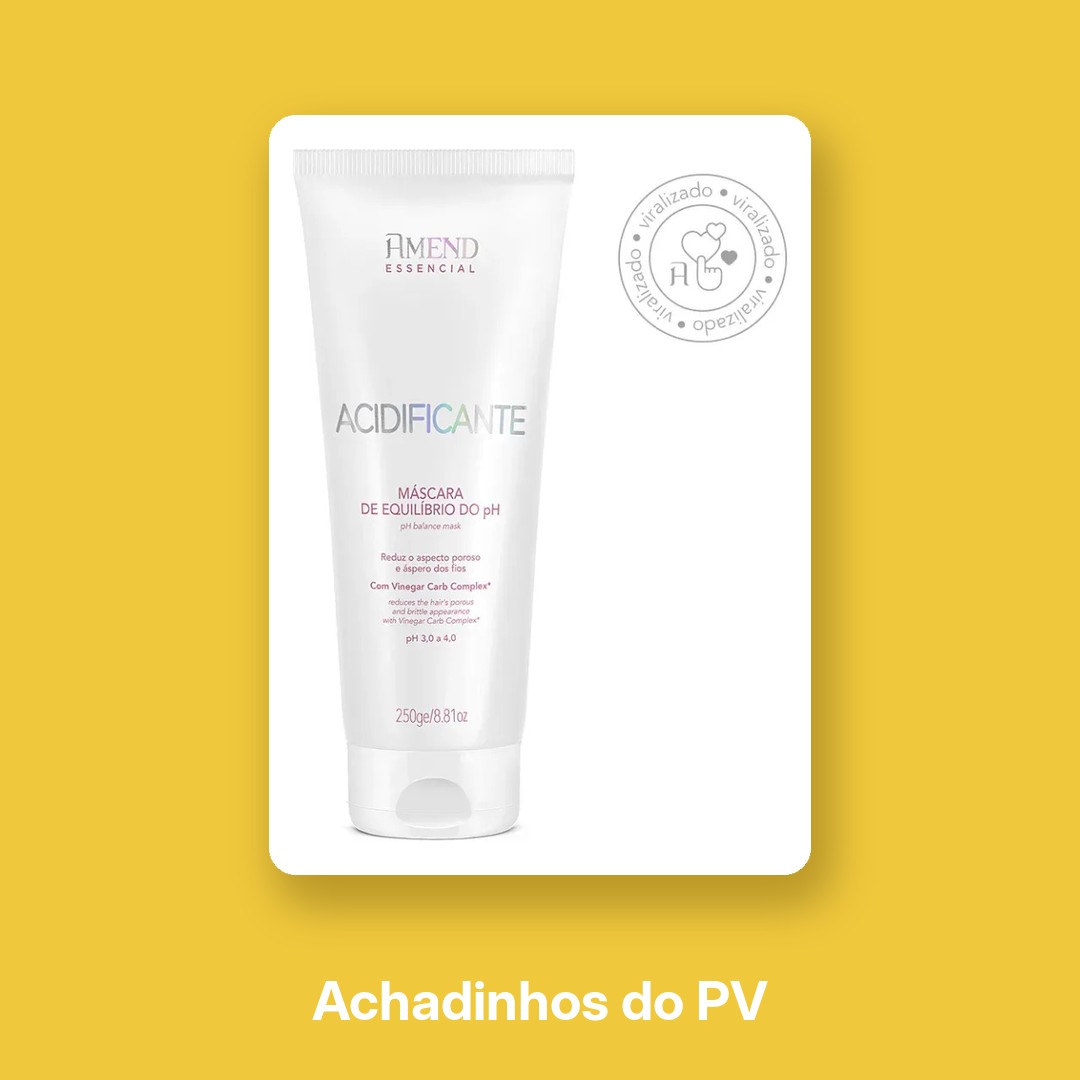 AMEND
ESSENCIAL
ACIDIFICANTE
MÁSCARA
DE EQUILÍBRIO DO pH
pH balance mask
Reduz o aspecto poroso
e áspero dos fios
Com Vinegar Carb Complex*
reduces the hair's porous
and brittle appearance
with Vinegar Carb Complex*
pH 3,0 a 4,0
250ge/8.81oz
viralizado • viralizado • viralizado • viralizado • viralizado •
A
Achadinhos do PV